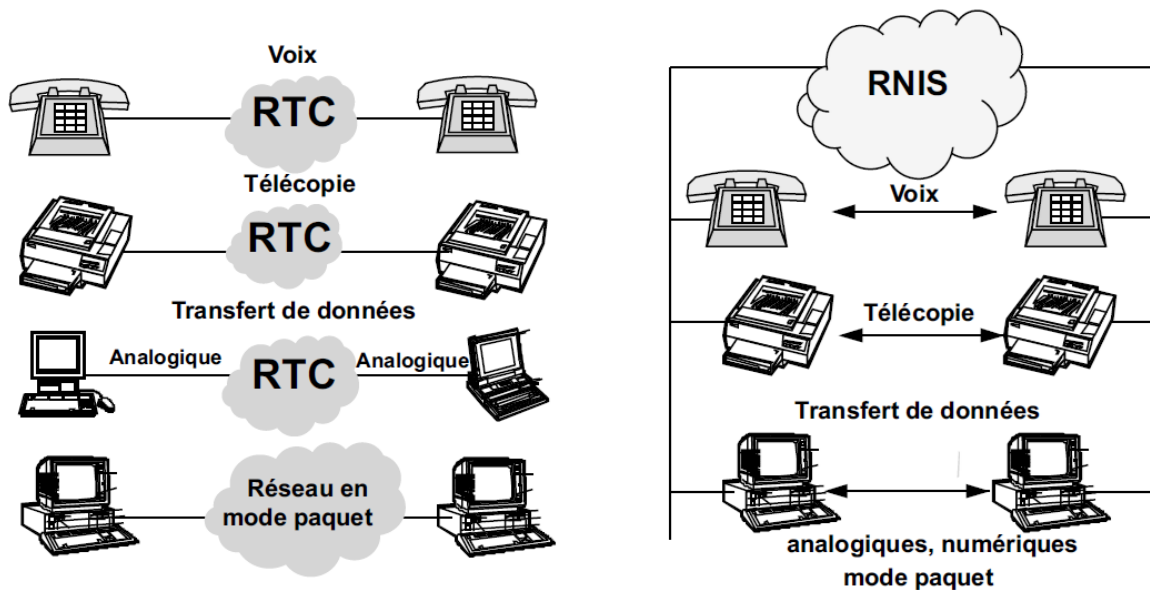 Voix
RTC
Télécopie
RTC
Transfert de données
Analogique
RTC
Analogique
Réseau en
mode paquet
RNIS
Voix
Télécopie
Transfert de données
analogiques, numériques
mode paquet